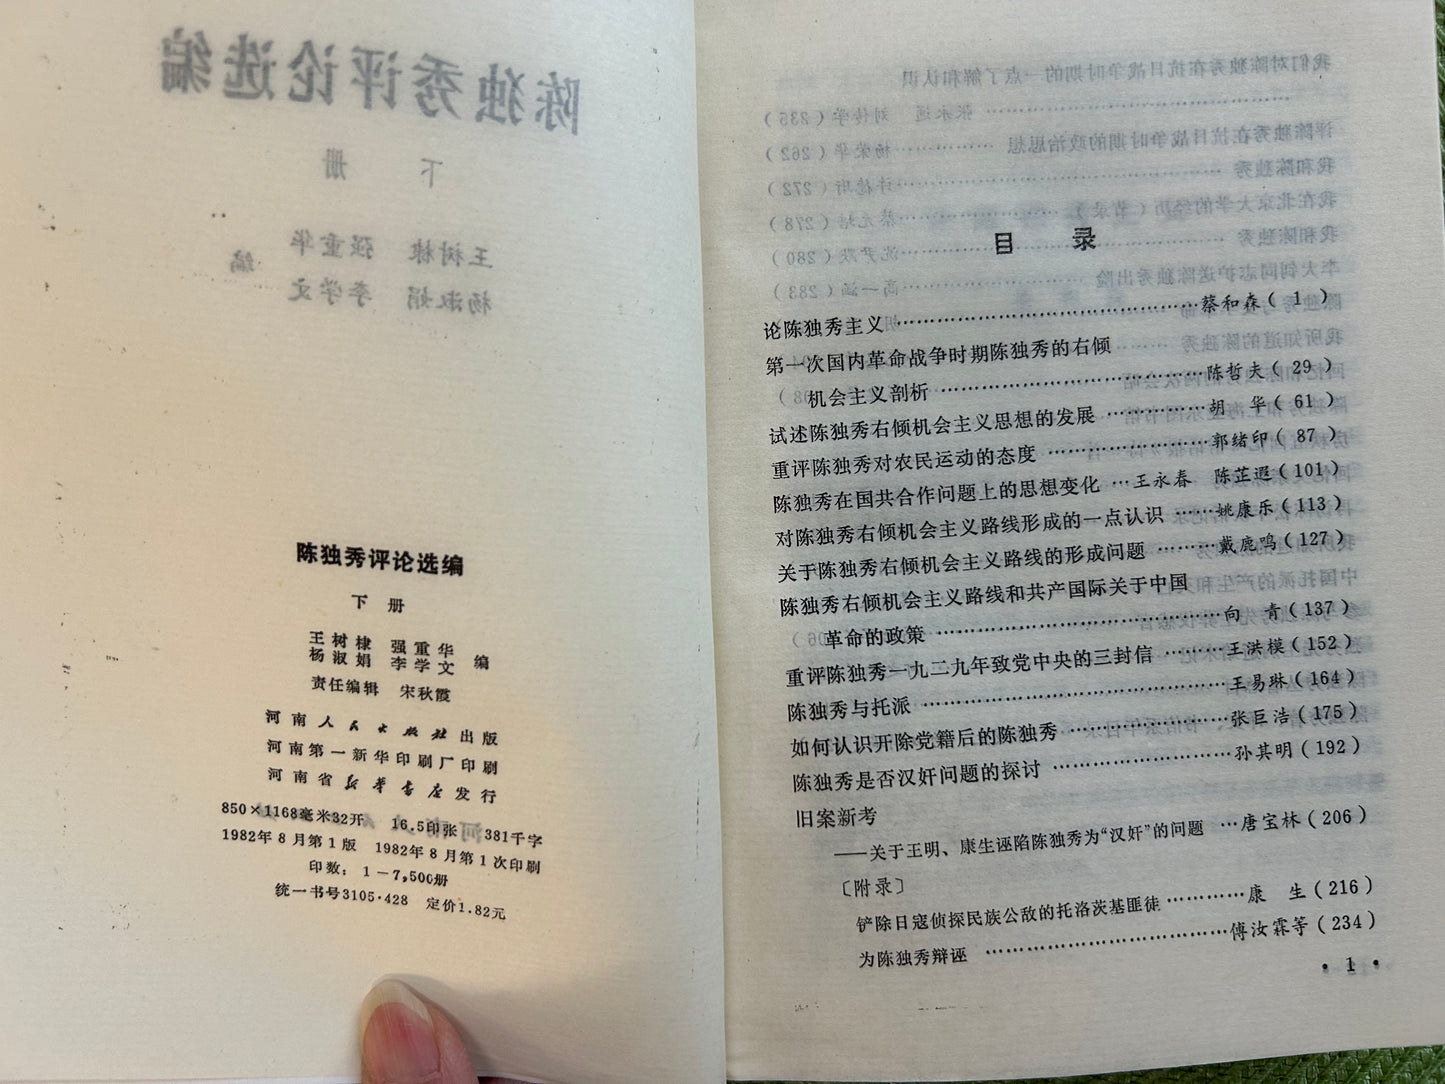 陈独秀评论选编
下册
王树棣 强重华
杨淑娟 李学文 编
责任编辑 宋秋霞
河南人民出版社出版
河南第一新华印刷厂印刷
河南省新华书店发行
850×1168毫米32开 16.5印张 381千字
1982年8月第1版 1982年8月第1次印刷
印数：1－7,500册
统一书号3105·428 定价1.82元
目 录
论陈独秀主义……………………………………蔡和森（ 1 ）
第一次国内革命战争时期陈独秀的右倾
机会主义剖析……………………………陈哲夫（29）
试述陈独秀右倾机会主义思想的发展…………胡 华（61）
重评陈独秀对农民运动的态度…………………郭绪印（87）
陈独秀在国共合作问题上的思想变化…王永春 陈芷遐（101）
对陈独秀右倾机会主义路线形成的一点认识……姚康乐（113）
关于陈独秀右倾机会主义路线的形成问题………戴鹿鸣（127）
陈独秀右倾机会主义路线和共产国际关于中国
革命的政策………………………………向 青（137）
重评陈独秀一九二九年致党中央的三封信………王洪模（152）
陈独秀与托派……………………………………王易琳（164）
如何认识开除党籍后的陈独秀…………………张巨浩（175）
陈独秀是否汉奸问题的探讨……………………孙其明（192）
旧案新考
——关于王明、康生诬陷陈独秀为“汉奸”的问题…唐宝林（206）
〔附录〕
铲除日寇侦探民族公敌的托洛茨基匪徒…………康 生（216）
为陈独秀辩诬………………………………傅汝霖等（234）
• 1 •